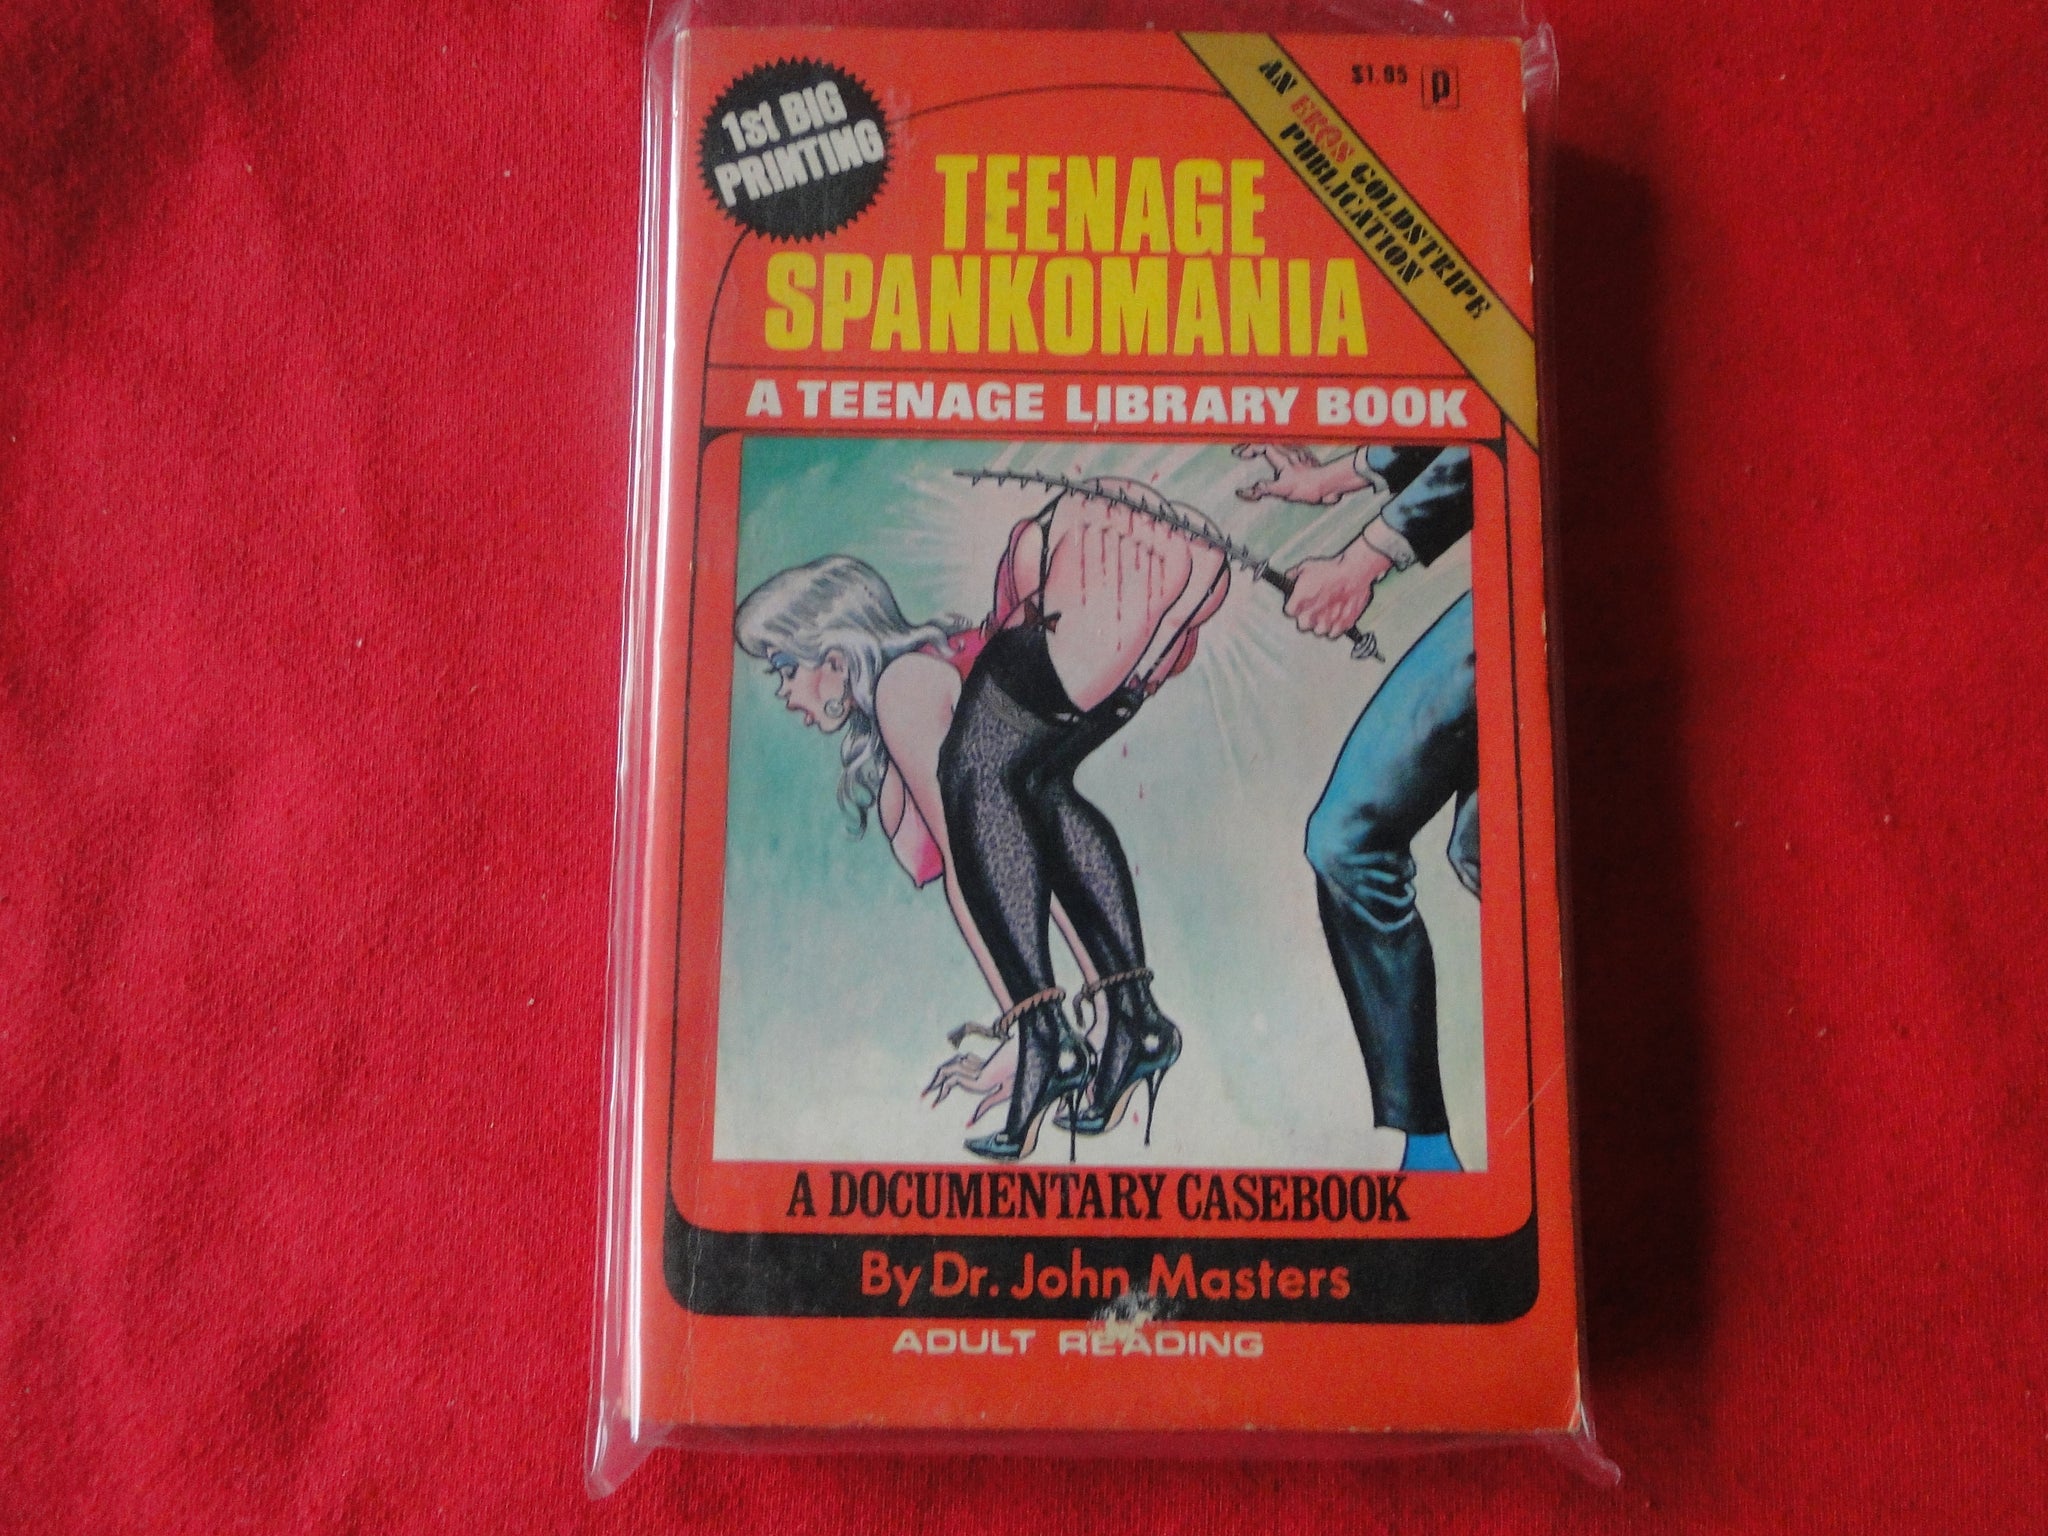 1st BIG
PRINTING
AN EROS GOLDSTRIPE
PUBLICATION
p
TEENAGE
SPANKOMANIA
A TEENAGE LIBRARY BOOK
A DOCUMENTARY CASEBOOK
By Dr. John Masters
ADULT READING